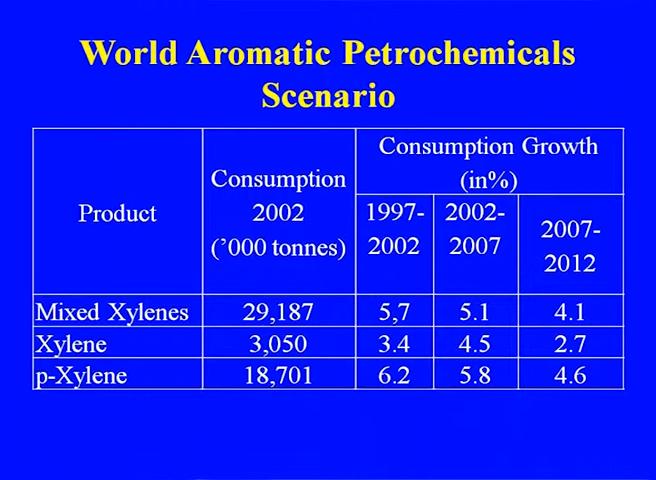 World Aromatic Petrochemicals
Scenario
Product
Consumption
2002
(’000 tonnes)
Consumption Growth
(in%)
1997-
2002
2002-
2007
2007-
2012
Mixed Xylenes 29,187 5,7 5.1 4.1
Xylene 3,050 3.4 4.5 2.7
p-Xylene 18,701 6.2 5.8 4.6